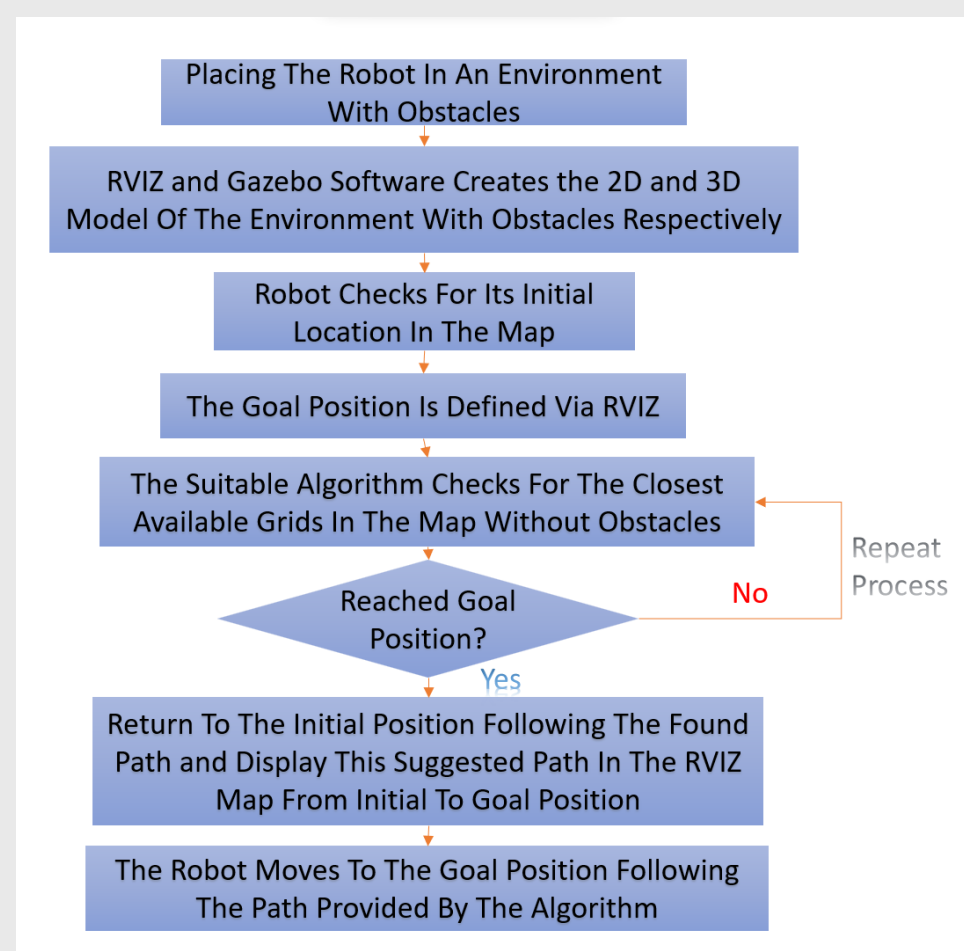 Placing The Robot In An Environment
With Obstacles
RVIZ and Gazebo Software Creates the 2D and 3D
Model Of The Environment With Obstacles Respectively
Robot Checks For Its Initial
Location In The Map
The Goal Position Is Defined Via RVIZ
The Suitable Algorithm Checks For The Closest
Available Grids In The Map Without Obstacles
Repeat
Process
No
Reached Goal
Position?
Yes
Return To The Initial Position Following The Found
Path and Display This Suggested Path In The RVIZ
Map From Initial To Goal Position
The Robot Moves To The Goal Position Following
The Path Provided By The Algorithm